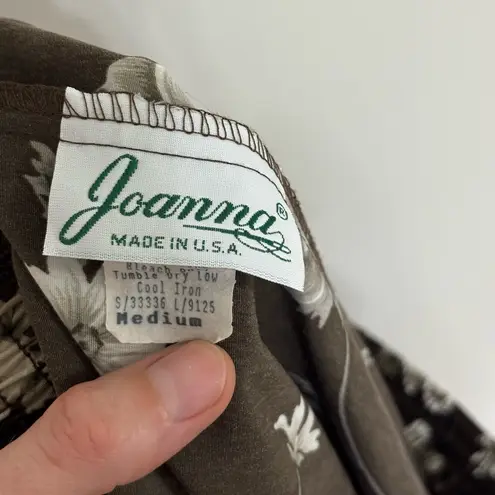 Joanna®
MADE IN U.S.A.
Tumble Dry Low
Cool Iron
S/33336 L/9125
Medium